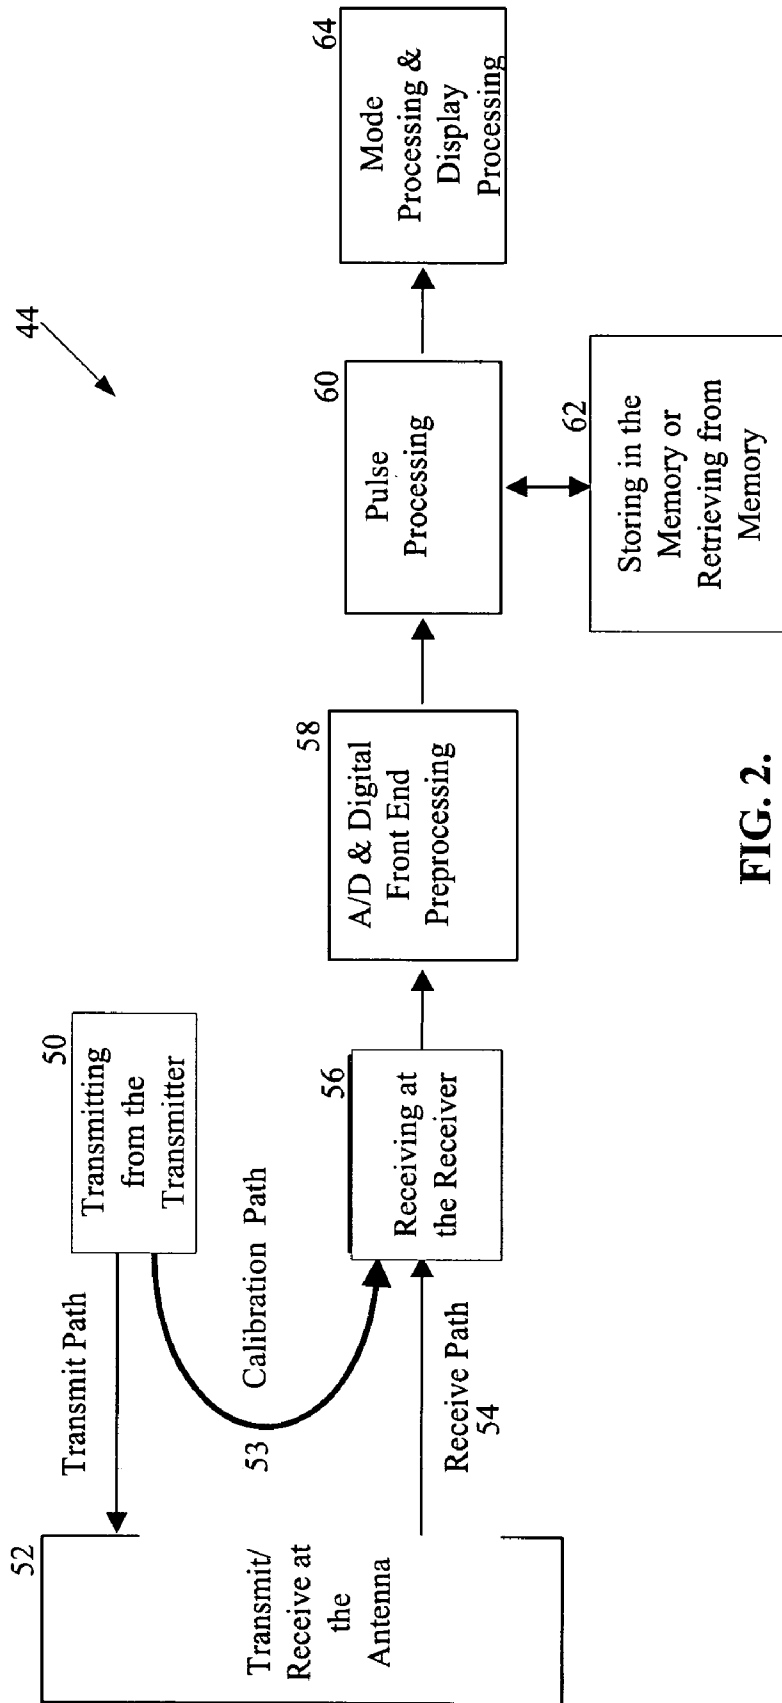 44
52
Transmit/
Receive at
the
Antenna
Transmit Path
50
Transmitting
from the
Transmitter
53
Calibration Path
Receive Path
54
56
Receiving at
the Receiver
58
A/D & Digital
Front End
Preprocessing
60
Pulse
Processing
62
Storing in the
Memory or
Retrieving from
Memory
64
Mode
Processing &
Display
Processing
FIG. 2.